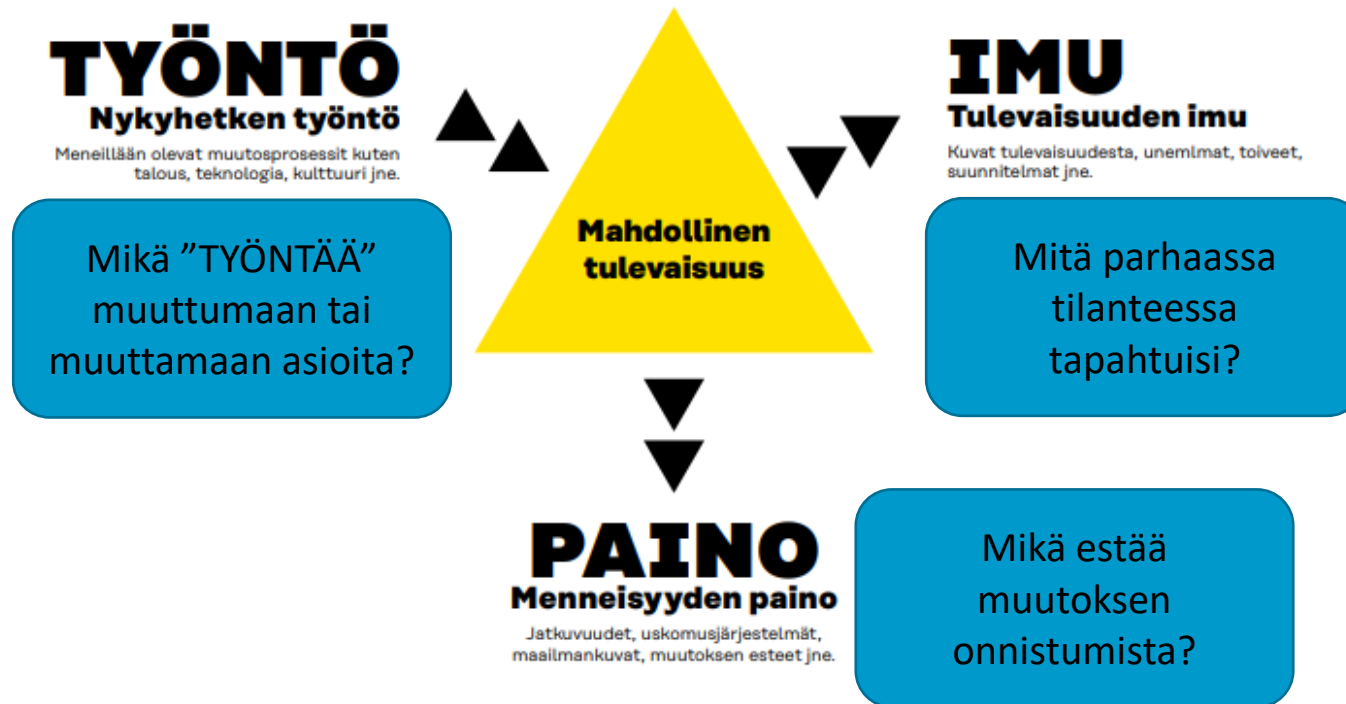 TYÖNTÖ
Nykyhetken työntö
Meneillään olevat muutosprosessit kuten
talous, teknologia, kulttuuri jne.
Mikä ”TYÖNTÄÄ”
muuttumaan tai
muuttamaan asioita?
Mahdollinen
tulevaisuus
IMU
Tulevaisuuden imu
Kuvat tulevaisuudesta, unemlmat, toiveet,
suunnitelmat jne.
Mitä parhaassa
tilanteessa
tapahtuisi?
PAINO
Menneisyyden paino
Jatkuvuudet, uskomusjärjestelmät,
maailmankuvat, muutoksen esteet jne.
Mikä estää
muutoksen
onnistumista?